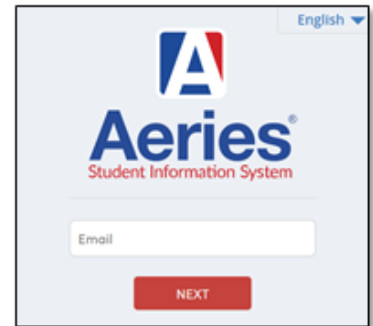 English
A
Aeries®
Student Information System
Email
NEXT